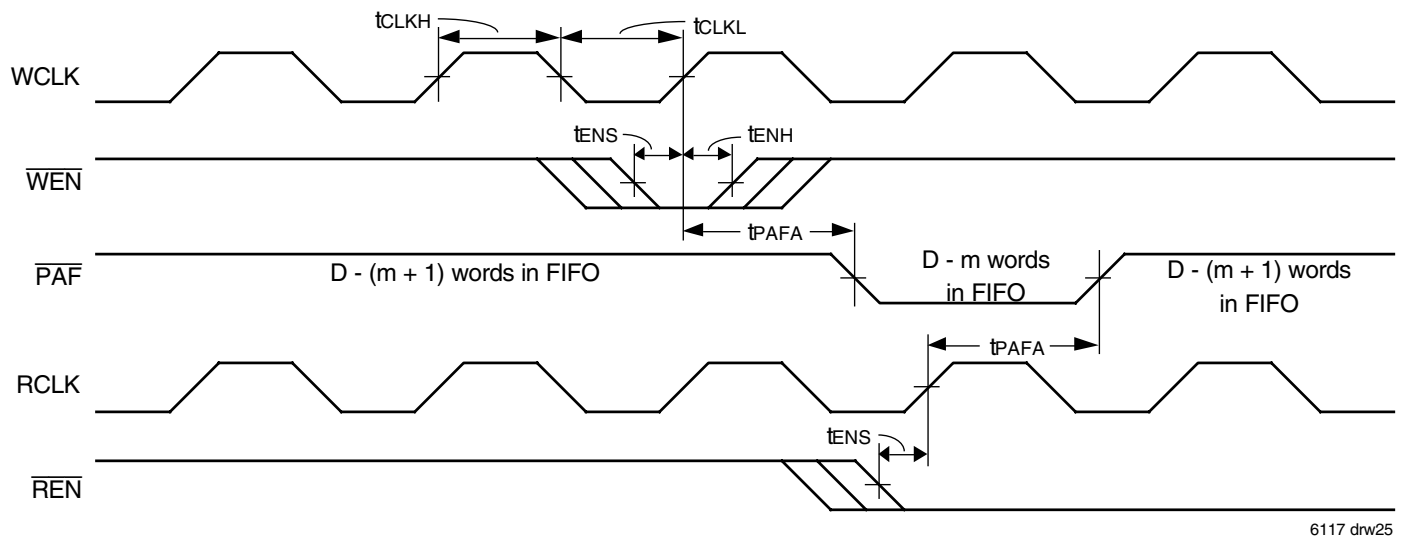 tCLKH
tCLKL
WCLK
tENS
tENH
WEN
tPAFA
PAF
D - (m + 1) words in FIFO
D - m words
in FIFO
D - (m + 1) words
in FIFO
tPAFA
RCLK
tENS
REN
6117 drw25